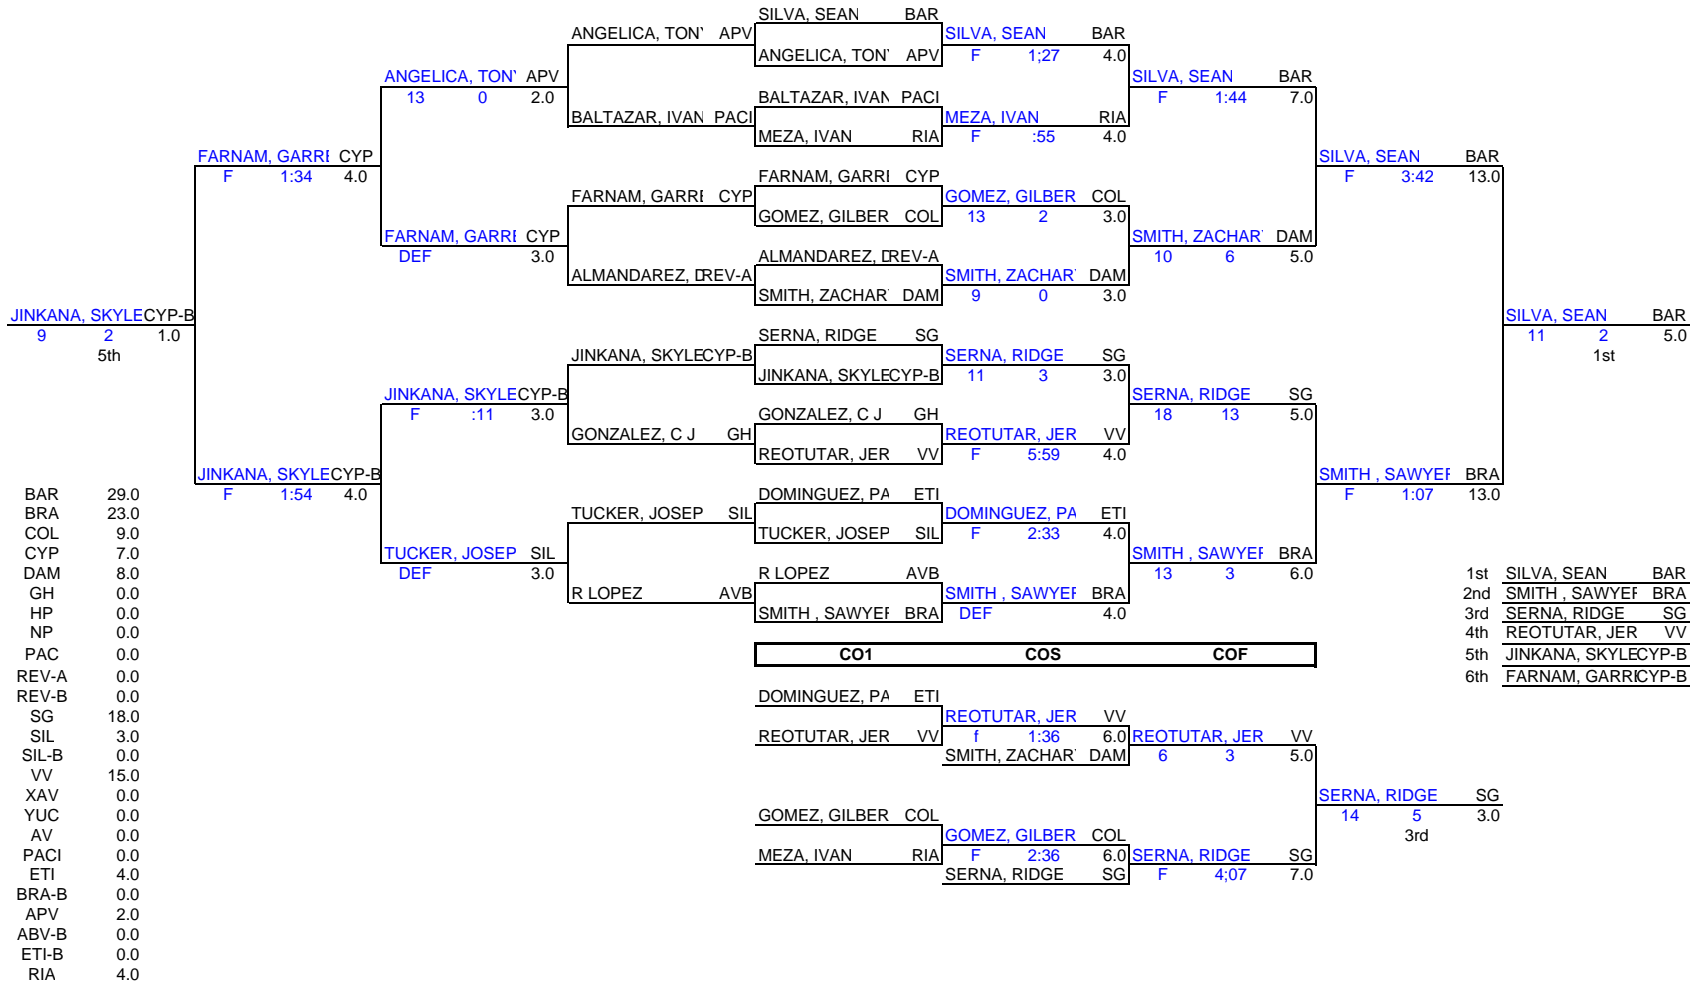 SILVA, SEAN BAR
ANGELICA, TON APV SILVA, SEAN BAR
ANGELICA, TON APV F 1;27 4.0
ANGELICA, TON APV SILVA, SEAN BAR
13 0 2.0 BALTAZAR, IVAN PACI F 1:44 7.0
BALTAZAR, IVAN PACI MEZA, IVAN RIA
MEZA, IVAN RIA F :55 4.0
FARNAM, GARRE CYP SILVA, SEAN BAR
F 1:34 4.0 FARNAM, GARRE CYP F 3:42 13.0
FARNAM, GARRE CYP GOMEZ, GILBER COL
GOMEZ, GILBER COL 13 2 3.0
FARNAM, GARRE CYP SMITH, ZACHAR DAM
DEF 3.0 ALMANDAREZ, D REV-A 10 6 5.0
ALMANDAREZ, D REV-A SMITH, ZACHAR DAM
SMITH, ZACHAR DAM 9 0 3.0
JINKANA, SKYLE CYP-B SILVA, SEAN BAR
9 2 1.0 SERNA, RIDGE SG 11 2 5.0
5th JINKANA, SKYLE CYP-B SERNA, RIDGE SG 1st
JINKANA, SKYLE CYP-B 11 3 3.0
JINKANA, SKYLE CYP-B SERNA, RIDGE SG
F :11 3.0 GONZALEZ, C J GH 18 13 5.0
GONZALEZ, C J GH REOTUTAR, JER VV
REOTUTAR, JER VV F 5:59 4.0
JINKANA, SKYLE CYP-B SMITH , SAWYER BRA
BAR 29.0 F 1:54 4.0 DOMINGUEZ, PA ETI F 1:07 13.0
BRA 23.0 TUCKER, JOSEP SIL DOMINGUEZ, PA ETI
COL 9.0 TUCKER, JOSEP SIL F 2:33 4.0
CYP 7.0 TUCKER, JOSEP SIL SMITH , SAWYER BRA
DAM 8.0 DEF 3.0 R LOPEZ AVB 13 3 6.0 1st SILVA, SEAN BAR
GH 0.0 R LOPEZ AVB SMITH , SAWYER BRA 2nd SMITH , SAWYER BRA
HP 0.0 SMITH , SAWYER BRA DEF 4.0 3rd SERNA, RIDGE SG
NP 0.0 4th REOTUTAR, JER VV
PAC 0.0 CO1 COS COF 5th JINKANA, SKYLE CYP-B
REV-A 0.0 6th FARNAM, GARRE CYP-B
REV-B 0.0 DOMINGUEZ, PA ETI
SG 18.0 REOTUTAR, JER VV
SIL 3.0 REOTUTAR, JER VV f 1:36 6.0 REOTUTAR, JER VV
SIL-B 0.0 SMITH, ZACHAR DAM 6 3 5.0
VV 15.0
XAV 0.0 SERNA, RIDGE SG
YUC 0.0 GOMEZ, GILBER COL 14 5 3.0
AV 0.0 GOMEZ, GILBER COL 3rd
PACI 0.0 MEZA, IVAN RIA F 2:36 6.0 SERNA, RIDGE SG
ETI 4.0 SERNA, RIDGE SG F 4;07 7.0
BRA-B 0.0
APV 2.0
ABV-B 0.0
ETI-B 0.0
RIA 4.0